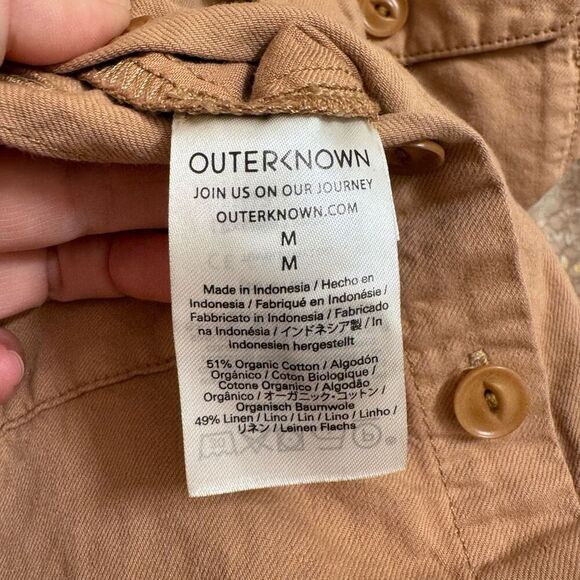 OUTERKNOWN
JOIN US ON OUR JOURNEY
OUTERKNOWN.COM
M
M
Made in Indonesia / Hecho en
Indonesia / Fabriqué en Indonésie /
Fabbricato in Indonesia / Fabricado
na Indonésia / インドネシア製 / In
Indonesien hergestellt
51% Organic Cotton / Algodón
Orgánico / Coton Biologique /
Cotone Organico / Algodão
Orgânico / オーガニック・コットン /
Organisch Baumwole
49% Linen / Lino / Lin / Lino / Linho /
リネン / Leinen Flachs